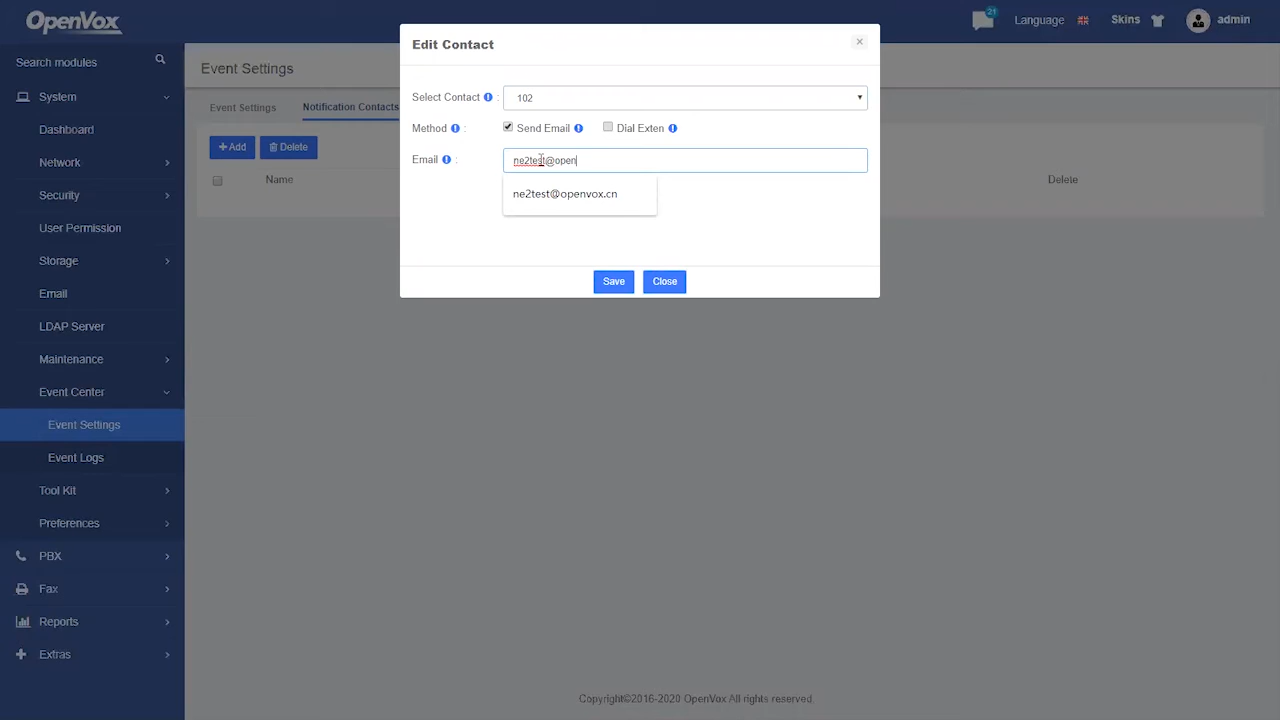 OpenVox
21
Language
Skins
admin
Search modules
System
Dashboard
Network
Security
User Permission
Storage
Email
LDAP Server
Maintenance
Event Center
Event Settings
Event Logs
Tool Kit
Preferences
PBX
Fax
Reports
Extras
Event Settings
Event Settings
Notification Contacts
Add
Delete
Name
Delete
Edit Contact
Select Contact :
102
Method :
Send Email
Dial Exten
Email :
ne2test@open
ne2test@openvox.cn
Save
Close
Copyright©2016-2020 OpenVox All rights reserved